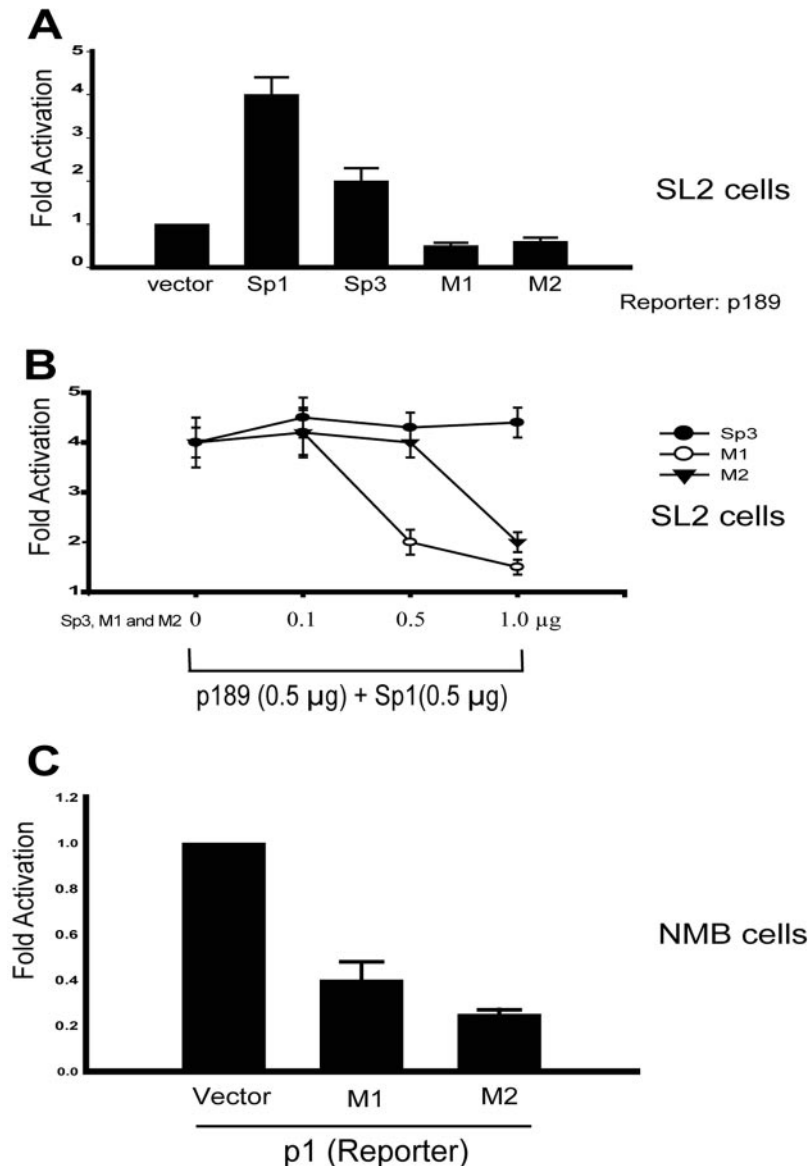 A
Fold Activation
5
4
3
2
1
0
vector Sp1 Sp3 M1 M2
SL2 cells
Reporter: p189
B
Fold Activation
5
4
3
2
1
Sp3, M1 and M2 0 0.1 0.5 1.0 µg
p189 (0.5 µg) + Sp1(0.5 µg)
Sp3
M1
M2
SL2 cells
C
Fold Activation
1.2
1.0
0.8
0.6
0.4
0.2
0.0
Vector M1 M2
p1 (Reporter)
NMB cells